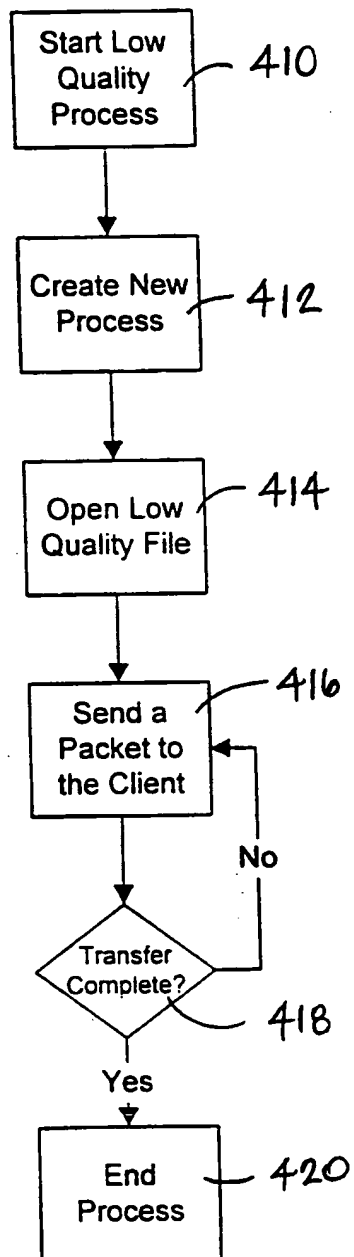 Start Low
Quality
Process
410
Create New
Process
412
Open Low
Quality File
414
Send a
Packet to
the Client
416
No
Transfer
Complete?
418
Yes
End
Process
420